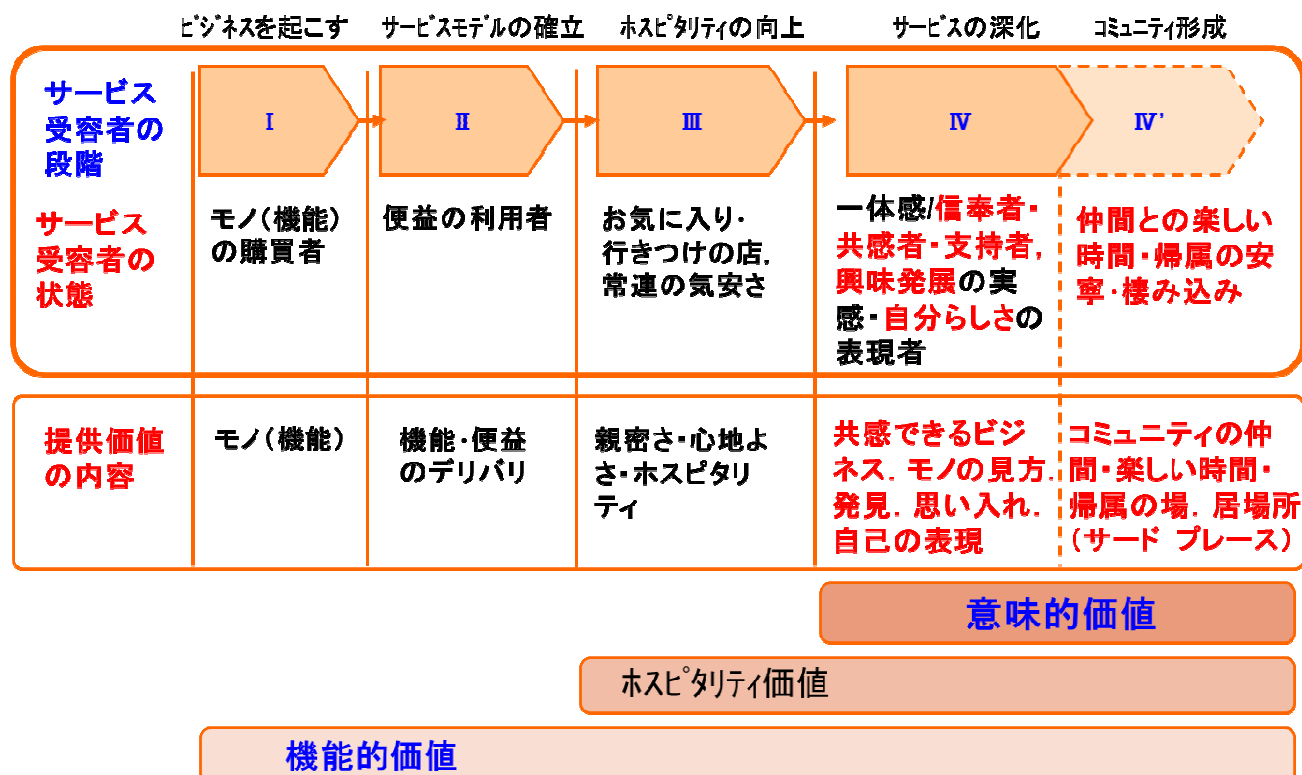 ビジネスを起こす
サービスモデルの確立
ホスピタリティの向上
サービスの深化
コミュニティ形成
サービス
受容者の
段階
Ⅰ
Ⅱ
Ⅲ
Ⅳ
Ⅳ'
サービス
受容者の
状態
モノ(機能)
の購買者
便益の利用者
お気に入り・
行きつけの店,
常連の気安さ
一体感/信奉者・
共感者・支持者,
興味発展の実
感・自分らしさの
表現者
仲間との楽しい
時間・帰属の安
寧・棲み込み
提供価値
の内容
モノ(機能)
機能・便益
のデリバリ
親密さ・心地よ
さ・ホスピタリ
ティ
共感できるビジ
ネス. モノの見方.
発見. 思い入れ.
自己の表現
コミュニティの仲
間・楽しい時間・
帰属の場. 居場所
(サード プレース)
意味的価値
ホスピタリティ価値
機能的価値